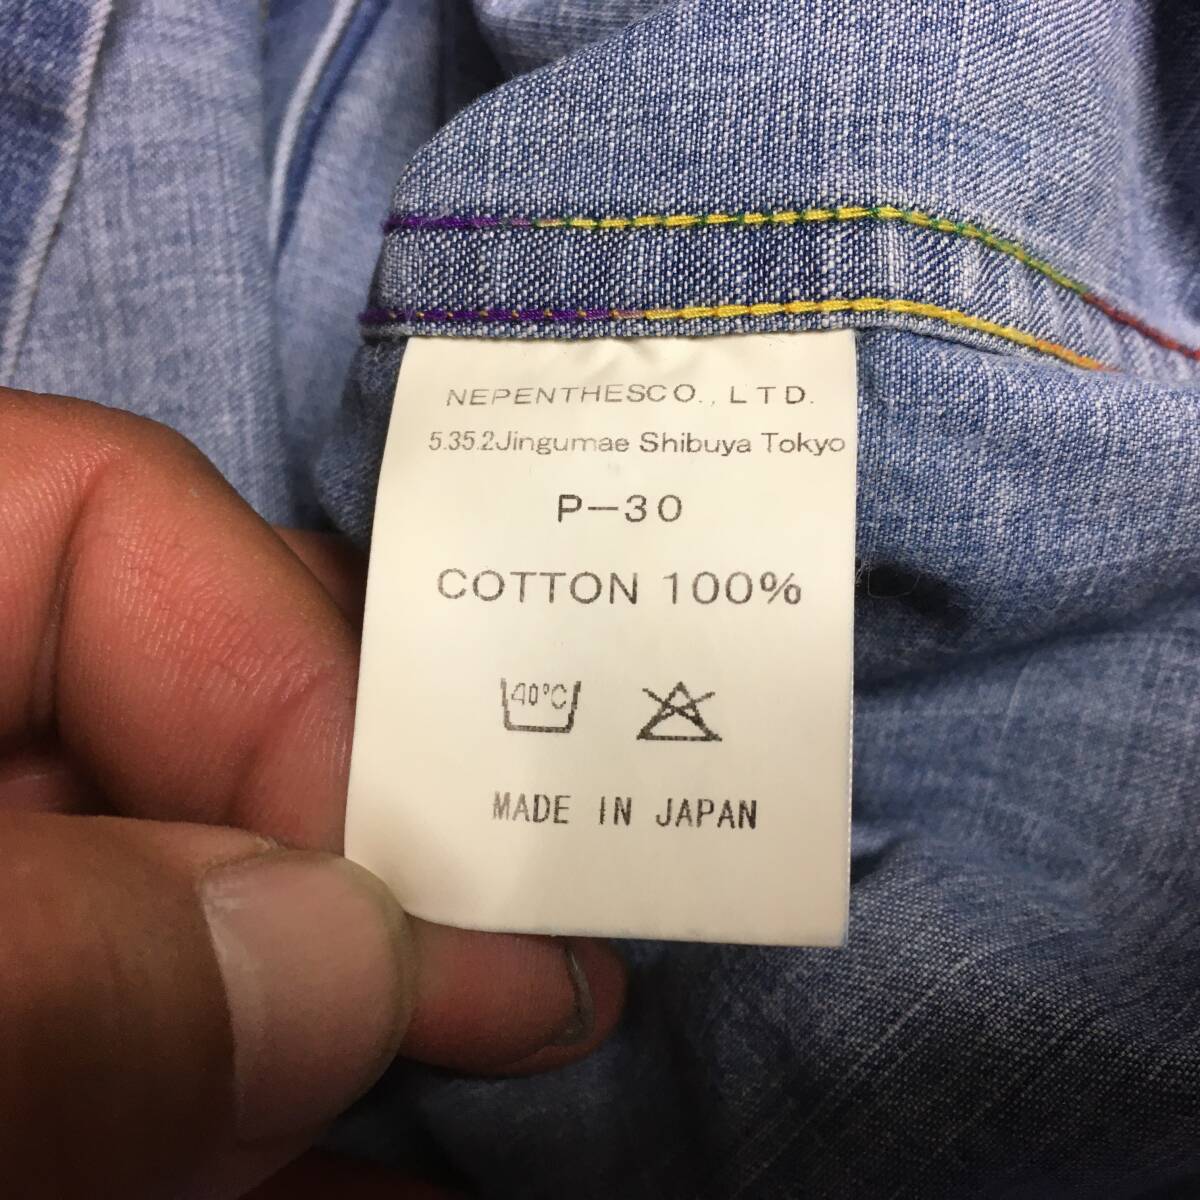 NEPENTHESCO., LTD.
5.35.2Jingumae Shibuya Tokyo
P-30
COTTON 100%
40℃
MADE IN JAPAN